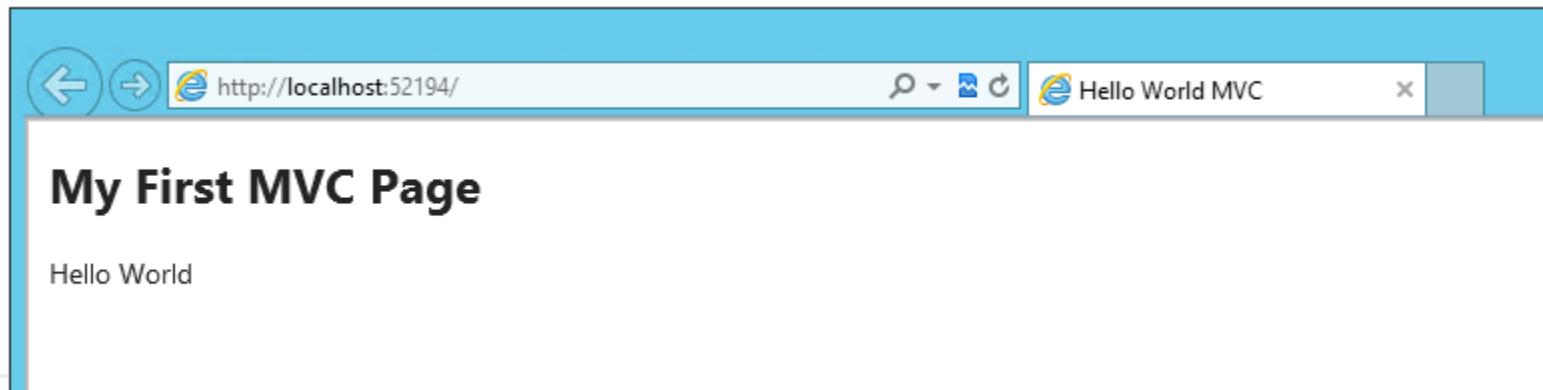 http://localhost:52194/
Hello World MVC
My First MVC Page
Hello World